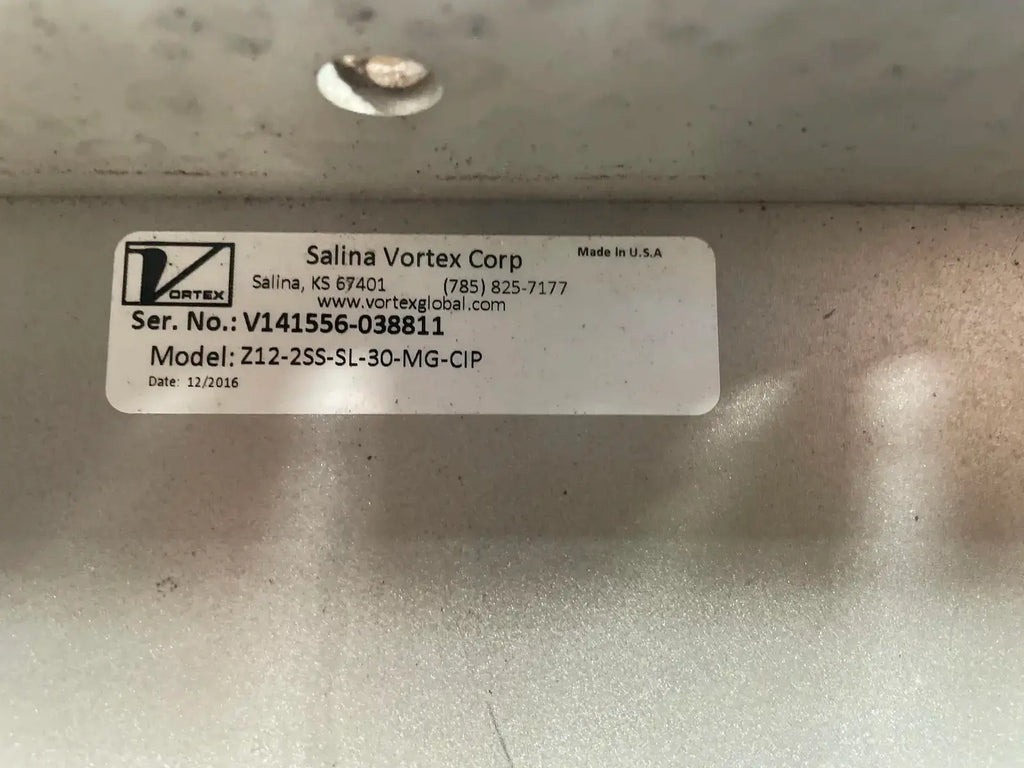 VORTEX
Salina Vortex Corp
Made In U.S.A
Salina, KS 67401 (785) 825-7177
www.vortexglobal.com
Ser. No.: V141556-038811
Model: Z12-2SS-SL-30-MG-CIP
Date: 12/2016